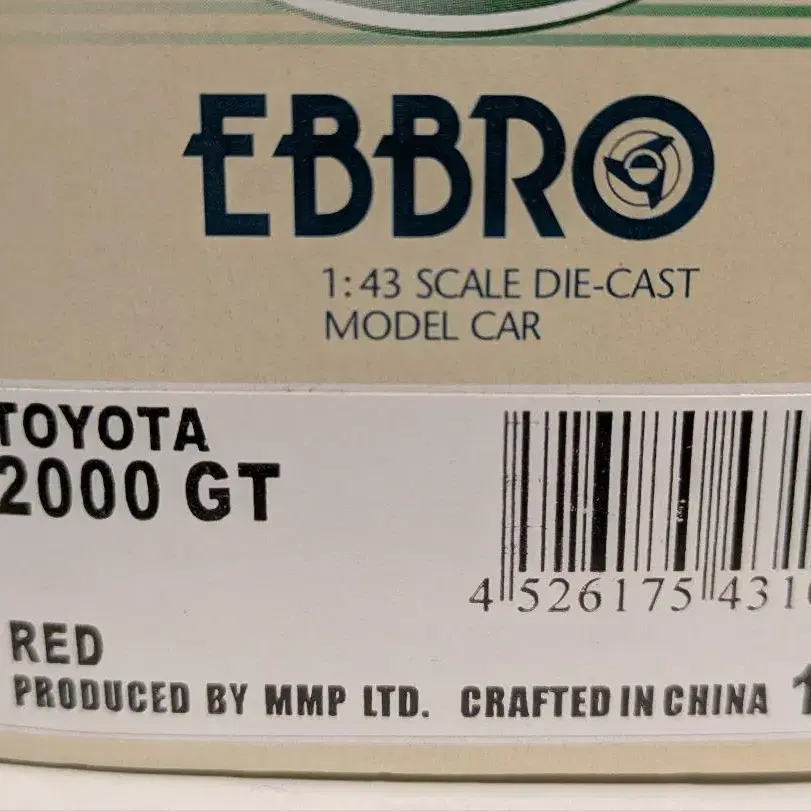 EBBRO
1:43 SCALE DIE-CAST
MODEL CAR
TOYOTA
2000 GT
4 526175 431
RED
PRODUCED BY MMP LTD. CRAFTED IN CHINA